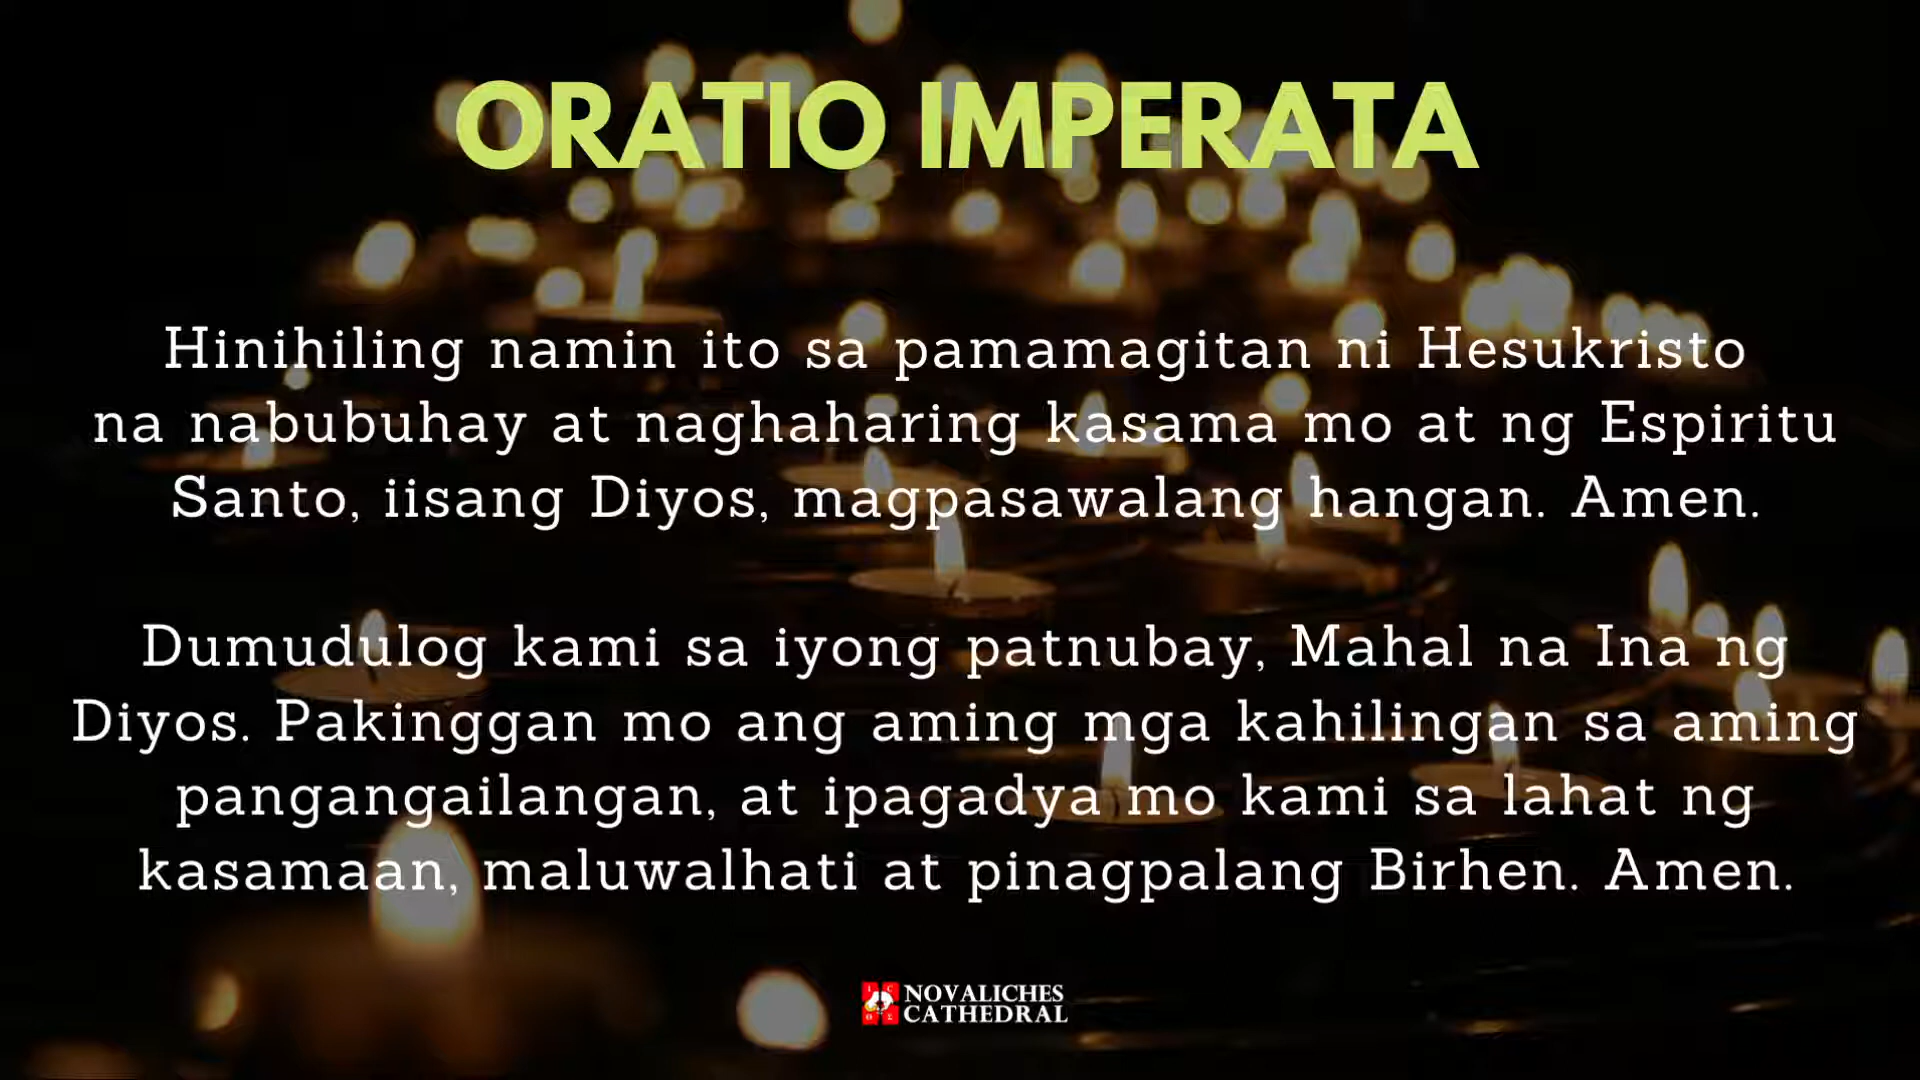 ORATIO IMPERATA
Hinihiling namin ito sa pamamagitan ni Hesukristo
na nabubuhay at naghaharing kasama mo at ng Espiritu
Santo, iisang Diyos, magpasawalang hangan. Amen.
Dumudulog kami sa iyong patnubay, Mahal na Ina ng
Diyos. Pakinggan mo ang aming mga kahilingan sa aming
pangangailangan, at ipagadya mo kami sa lahat ng
kasamaan, maluwalhati at pinagpalang Birhen. Amen.
NOVALICHES
CATHEDRAL